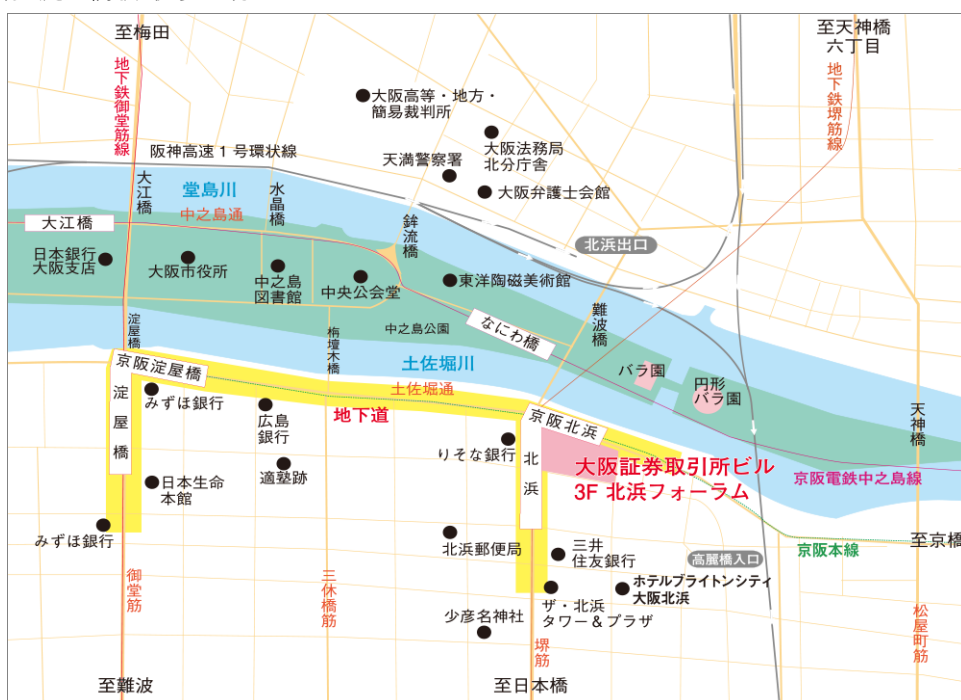 至梅田
至天神橋
六丁目
地下鉄御堂筋線
地下鉄堺筋線
大阪高等・地方・
簡易裁判所
大阪法務局
北分庁舎
阪神高速1号環状線
天満警察署
大阪弁護士会館
大江橋
堂島川
水晶橋
中之島通
大江橋
鉾流橋
北浜出口
日本銀行
大阪支店
大阪市役所
中之島
図書館
中央公会堂
東洋陶磁美術館
難波橋
淀屋橋
栴壇木橋
中之島公園
なにわ橋
土佐堀川
バラ園
円形
バラ園
天神橋
京阪淀屋橋
土佐堀通
みずほ銀行
広島
銀行
地下道
京阪北浜
淀屋橋
りそな銀行
北浜
大阪証券取引所ビル
3F 北浜フォーラム
京阪電鉄中之島線
適塾跡
日本生命
本館
みずほ銀行
北浜郵便局
三井
住友銀行
高麗橋入口
京阪本線
至京橋
ホテルブライトンシティ
大阪北浜
御堂筋
三休橋筋
少彦名神社
ザ・北浜
タワー&プラザ
堺筋
松屋町筋
至難波
至日本橋